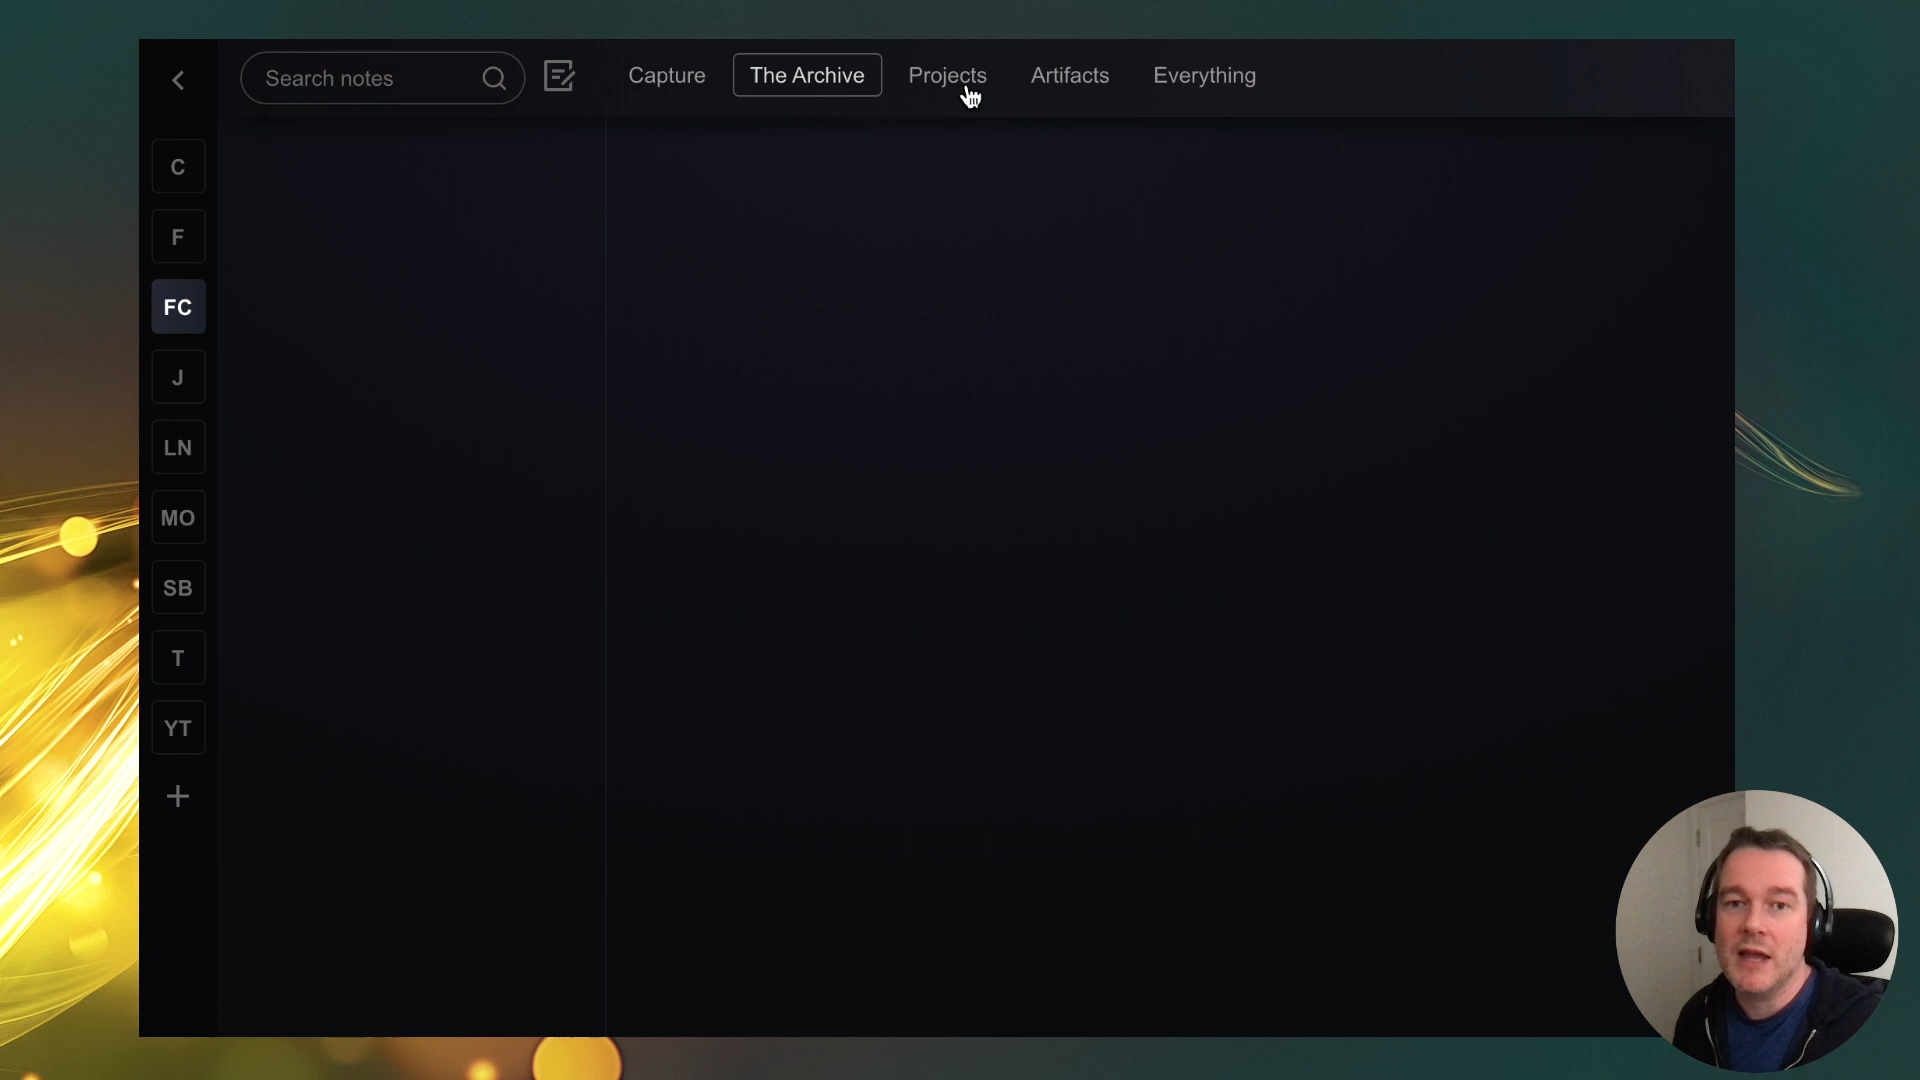 Search notes
Capture
The Archive
Projects
Artifacts
Everything
C
F
FC
J
LN
MO
SB
T
YT